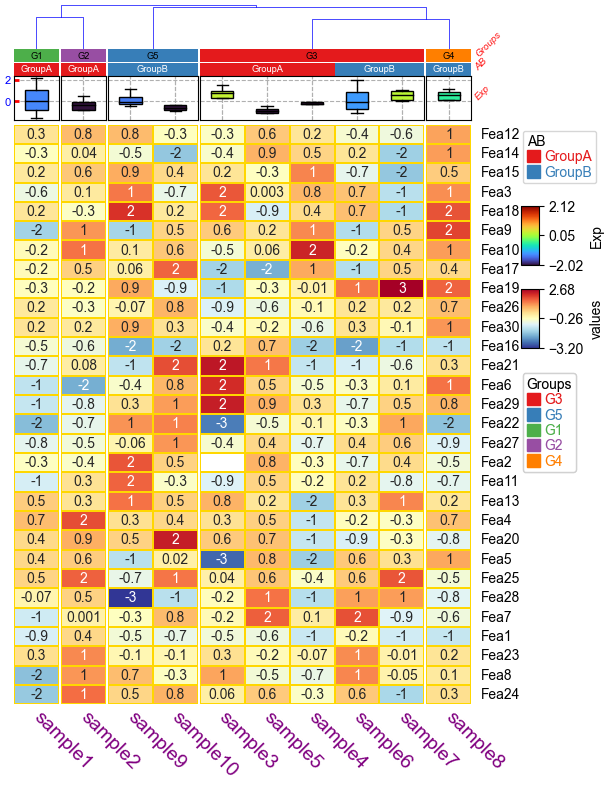 G1 G2 G5 G3 G4 Groups
GroupA GroupA GroupB GroupA GroupB GroupB AB
2
0
Exp
0.3 0.8 0.8 -0.3 -0.3 0.6 0.2 -0.4 -0.6 1 Fea12
-0.3 0.04 -0.5 -2 -0.4 0.9 0.5 0.2 -2 1 Fea14
0.2 0.6 0.9 0.4 0.2 -0.3 1 -0.7 -2 0.5 Fea15
-0.6 0.1 1 -0.7 2 0.003 0.8 0.7 -1 1 Fea3
0.2 -0.3 2 0.2 2 -0.9 0.4 0.7 -1 2 Fea18
-2 1 -1 0.5 0.6 0.2 1 -1 0.5 2 Fea9
-0.2 1 0.1 0.6 -0.5 0.06 2 -0.2 0.4 1 Fea10
-0.2 0.5 0.06 2 -2 -2 1 -1 0.5 0.4 Fea17
-0.3 -0.2 0.9 -0.9 -1 -0.3 -0.01 1 3 2 Fea19
0.2 -0.3 -0.07 0.8 -0.9 -0.6 -0.1 0.2 0.2 0.7 Fea26
0.2 0.2 0.9 0.3 -0.4 -0.2 -0.6 0.3 -0.1 1 Fea30
-0.5 -0.6 -2 -2 0.2 0.7 -2 -2 -1 -1 Fea16
-0.7 0.08 -1 2 2 1 -1 -1 -0.6 0.3 Fea21
-1 -2 -0.4 0.8 2 0.5 -0.5 -0.3 0.1 1 Fea6
-1 -0.8 0.3 1 2 0.9 0.3 -0.7 0.5 0.8 Fea29
-2 -0.7 1 1 -3 -0.5 -0.1 -0.3 1 -2 Fea22
-0.8 -0.5 -0.06 1 -0.4 0.4 -0.7 0.4 0.6 -0.9 Fea27
-0.3 -0.4 2 0.5 0.8 -0.3 -0.7 0.4 -0.5 Fea2
-1 0.3 2 -0.3 -0.9 0.5 -0.2 0.2 -0.8 -0.7 Fea11
0.5 0.3 1 0.5 0.8 0.2 -2 0.3 1 0.2 Fea13
0.7 2 0.3 0.4 0.3 0.5 -1 -0.2 -0.3 0.7 Fea4
0.4 0.9 0.5 2 0.6 0.7 -1 -0.9 -0.3 -0.8 Fea20
0.4 0.6 -1 0.02 -3 0.8 -2 0.6 0.3 1 Fea5
0.5 2 -0.7 1 0.04 0.6 -0.4 0.6 2 -0.5 Fea25
-0.07 0.5 -3 -1 -0.2 1 -0.5 1 1 -0.8 Fea28
-1 0.001 -0.3 0.8 -0.2 2 0.1 2 -0.9 -0.6 Fea7
-0.9 0.4 -0.5 -0.7 -0.5 -0.6 -1 -0.2 -1 -1 Fea1
0.3 1 -0.1 -0.1 0.3 -0.2 -0.07 1 -0.01 0.2 Fea23
-2 1 0.7 -0.3 1 -0.5 -0.7 1 -0.05 0.1 Fea8
-2 1 0.5 0.8 0.06 0.6 -0.3 0.6 -1 0.3 Fea24
sample1 sample2 sample9 sample10 sample3 sample5 sample4 sample6 sample7 sample8
AB
GroupA
GroupB
2.12
0.05
-2.02
Exp
2.68
-0.26
-3.20
values
Groups
G3
G5
G1
G2
G4